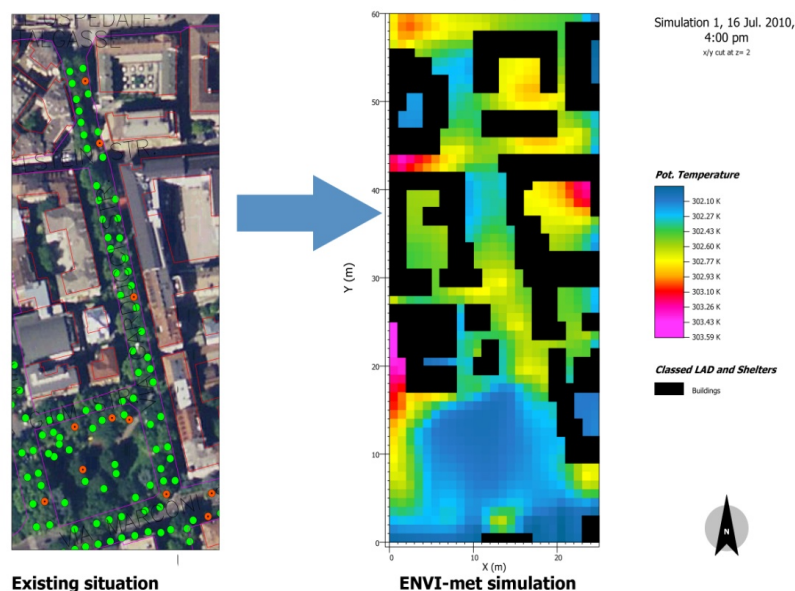 Simulation 1, 16 Jul. 2010,
4:00 pm
x/y cut at z= 2
60
50
40
30
20
10
0
Y (m)
0
10
20
X (m)
Pot. Temperature
302.10 K
302.27 K
302.43 K
302.60 K
302.77 K
302.93 K
303.10 K
303.26 K
303.43 K
303.59 K
Classed LAD and Shelters
Buildings
N
Existing situation
ENVI-met simulation